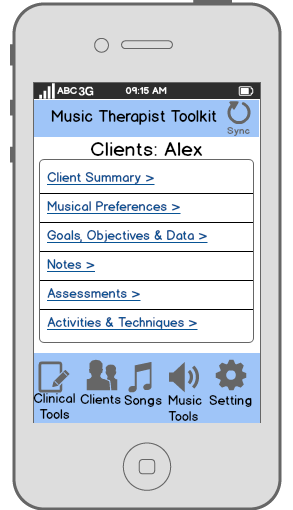 ABC 3G 09:15 AM
Music Therapist Toolkit
Sync
Clients: Alex
Client Summary >
Musical Preferences >
Goals, Objectives & Data >
Notes >
Assessments >
Activities & Techniques >
Clinical Tools
Clients
Songs
Music Tools
Setting